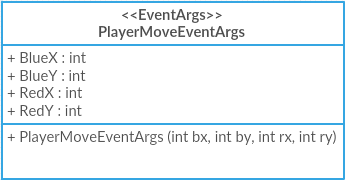 <<EventArgs>>
PlayerMoveEventArgs
+ BlueX : int
+ BlueY : int
+ RedX : int
+ RedY : int
+ PlayerMoveEventArgs (int bx, int by, int rx, int ry)